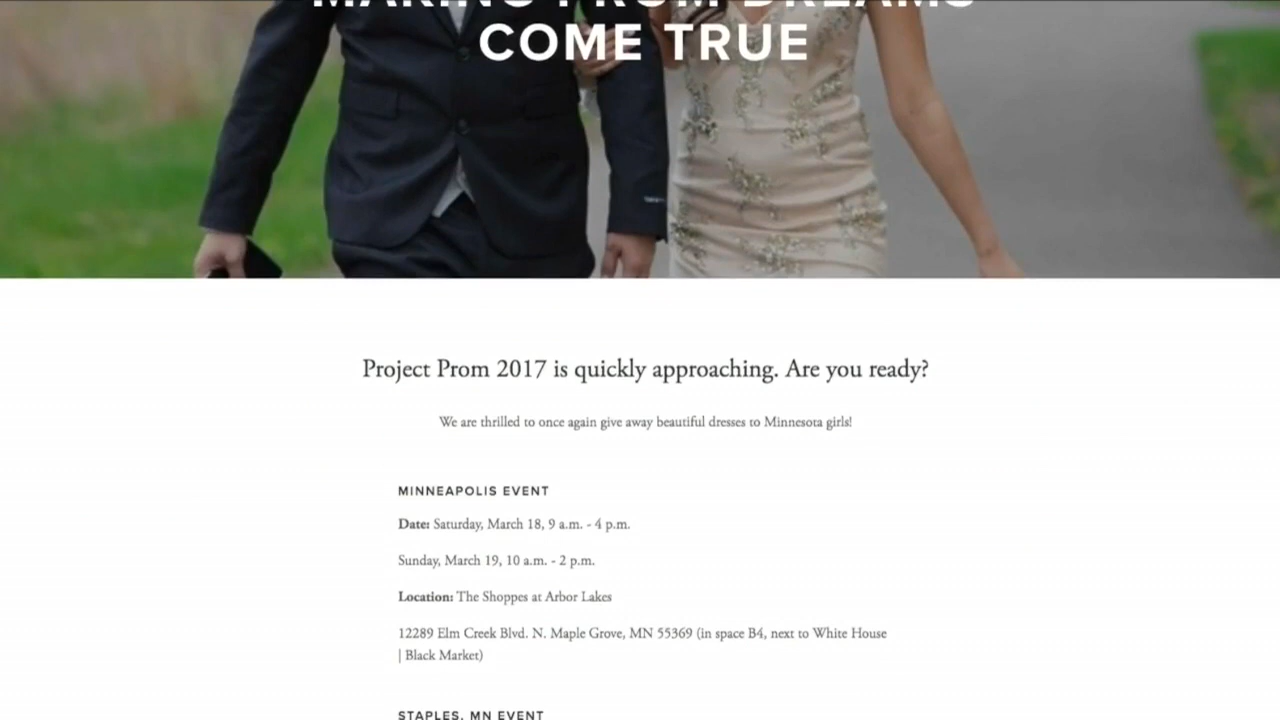 MAKING PROM DREAMS
COME TRUE
Project Prom 2017 is quickly approaching. Are you ready?
We are thrilled to once again give away beautiful dresses to Minnesota girls!
MINNEAPOLIS EVENT
Date: Saturday, March 18, 9 a.m. - 4 p.m.
Sunday, March 19, 10 a.m. - 2 p.m.
Location: The Shoppes at Arbor Lakes
12289 Elm Creek Blvd. N. Maple Grove, MN 55369 (in space B4, next to White House
| Black Market)
STAPLES, MN EVENT